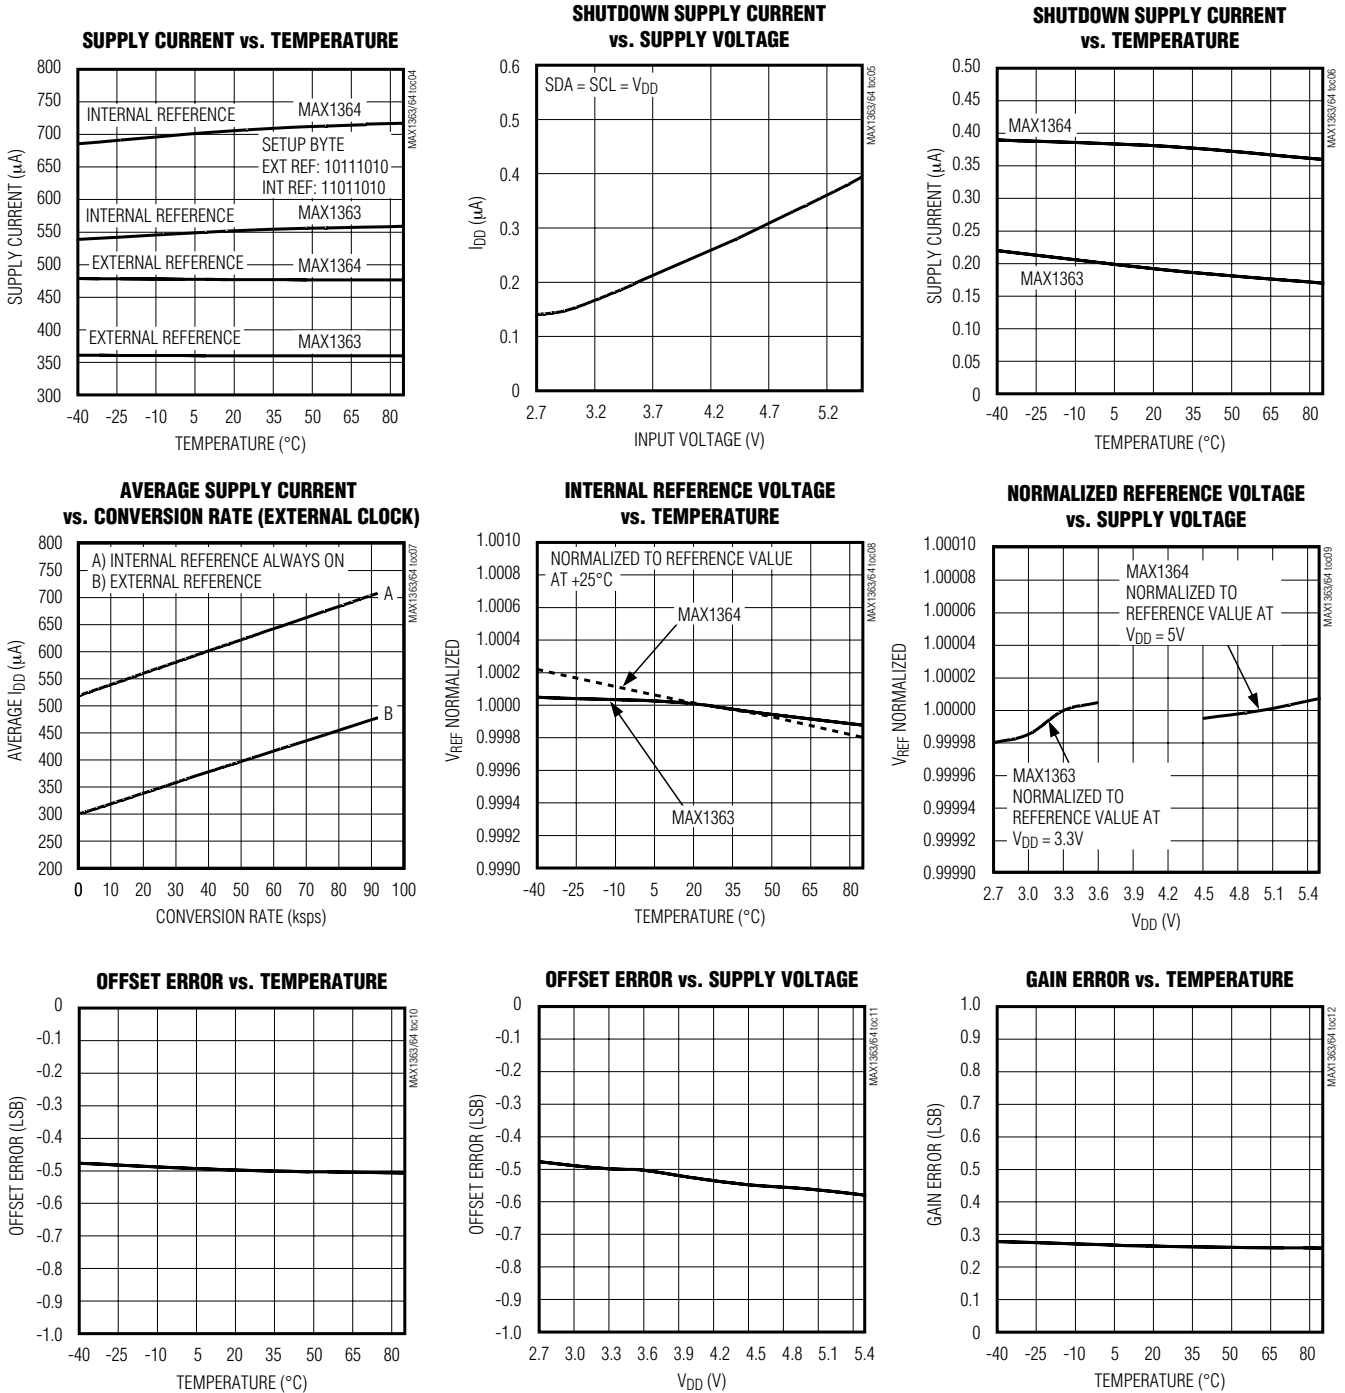 SUPPLY CURRENT vs. TEMPERATURE
SUPPLY CURRENT (µA)
800
750
700
650
600
550
500
450
400
350
300
INTERNAL REFERENCE
MAX1364
SETUP BYTE
EXT REF: 10111010
INT REF: 11011010
INTERNAL REFERENCE
MAX1363
EXTERNAL REFERENCE
MAX1364
EXTERNAL REFERENCE
MAX1363
-40 -25 -10 5 20 35 50 65 80
TEMPERATURE (°C)
MAX1363/64 toc04
SHUTDOWN SUPPLY CURRENT
vs. SUPPLY VOLTAGE
IDD (µA)
0.6
0.5
0.4
0.3
0.2
0.1
0
SDA = SCL = VDD
2.7 3.2 3.7 4.2 4.7 5.2
INPUT VOLTAGE (V)
MAX1363/64 toc05
SHUTDOWN SUPPLY CURRENT
vs. TEMPERATURE
SUPPLY CURRENT (µA)
0.50
0.45
0.40
0.35
0.30
0.25
0.20
0.15
0.10
0.05
0
MAX1364
MAX1363
-40 -25 -10 5 20 35 50 65 80
TEMPERATURE (°C)
MAX1363/64 toc06
AVERAGE SUPPLY CURRENT
vs. CONVERSION RATE (EXTERNAL CLOCK)
AVERAGE IDD (µA)
800
750
700
650
600
550
500
450
400
350
300
250
200
A) INTERNAL REFERENCE ALWAYS ON
B) EXTERNAL REFERENCE
A
B
0 10 20 30 40 50 60 70 80 90 100
CONVERSION RATE (ksps)
MAX1363/64 toc07
INTERNAL REFERENCE VOLTAGE
vs. TEMPERATURE
VREF NORMALIZED
1.0010
1.0008
1.0006
1.0004
1.0002
1.0000
0.9998
0.9996
0.9994
0.9992
0.9990
NORMALIZED TO REFERENCE VALUE
AT +25°C
MAX1364
MAX1363
-40 -25 -10 5 20 35 50 65 80
TEMPERATURE (°C)
MAX1363/64 toc08
NORMALIZED REFERENCE VOLTAGE
vs. SUPPLY VOLTAGE
VREF NORMALIZED
1.00010
1.00008
1.00006
1.00004
1.00002
1.00000
0.99998
0.99996
0.99994
0.99992
0.99990
MAX1364
NORMALIZED TO
REFERENCE VALUE AT
VDD = 5V
MAX1363
NORMALIZED TO
REFERENCE VALUE AT
VDD = 3.3V
2.7 3.0 3.3 3.6 3.9 4.2 4.5 4.8 5.1 5.4
VDD (V)
MAX1363/64 toc09
OFFSET ERROR vs. TEMPERATURE
OFFSET ERROR (LSB)
0
-0.1
-0.2
-0.3
-0.4
-0.5
-0.6
-0.7
-0.8
-0.9
-1.0
-40 -25 -10 5 20 35 50 65 80
TEMPERATURE (°C)
MAX1363/64 toc10
OFFSET ERROR vs. SUPPLY VOLTAGE
OFFSET ERROR (LSB)
0
-0.1
-0.2
-0.3
-0.4
-0.5
-0.6
-0.7
-0.8
-0.9
-1.0
2.7 3.0 3.3 3.6 3.9 4.2 4.5 4.8 5.1 5.4
VDD (V)
MAX1363/64 toc11
GAIN ERROR vs. TEMPERATURE
GAIN ERROR (LSB)
1.0
0.9
0.8
0.7
0.6
0.5
0.4
0.3
0.2
0.1
0
-40 -25 -10 5 20 35 50 65 80
TEMPERATURE (°C)
MAX1363/64 toc12